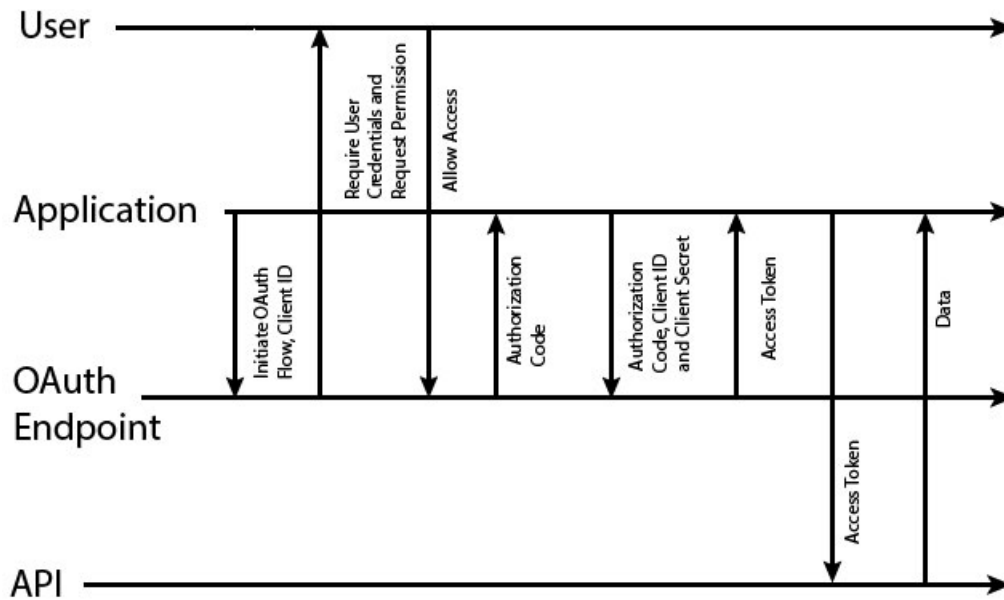 User
Require User
Credentials and
Request Permission
Allow Access
Application
Initiate OAuth
Flow, Client ID
Authorization
Code
Authorization
Code, Client ID
and Client Secret
Access Token
Data
OAuth
Endpoint
Access Token
API